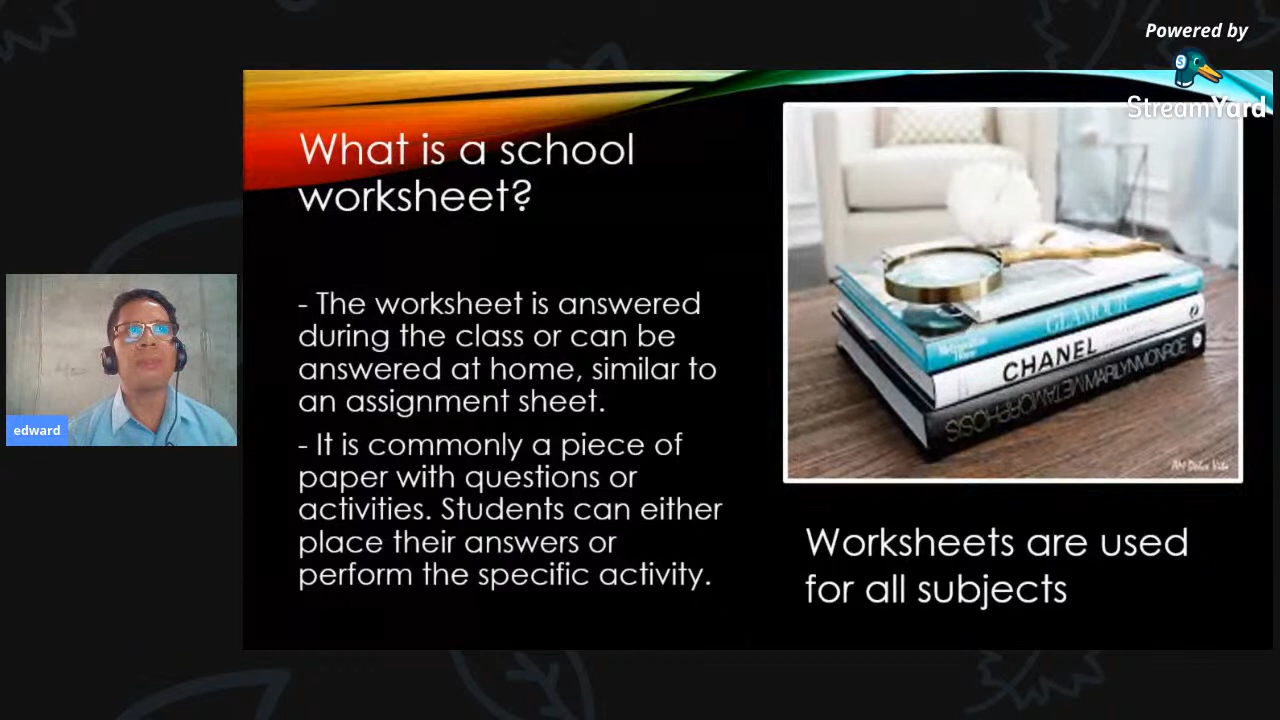 Powered by
StreamYard
What is a school
worksheet?
- The worksheet is answered
during the class or can be
answered at home, similar to
an assignment sheet.
- It is commonly a piece of
paper with questions or
activities. Students can either
place their answers or
perform the specific activity.
GLAMOUR
CHANEL
METAMORPHOSIS
MARILYN MONROE
Worksheets are used
for all subjects
edward